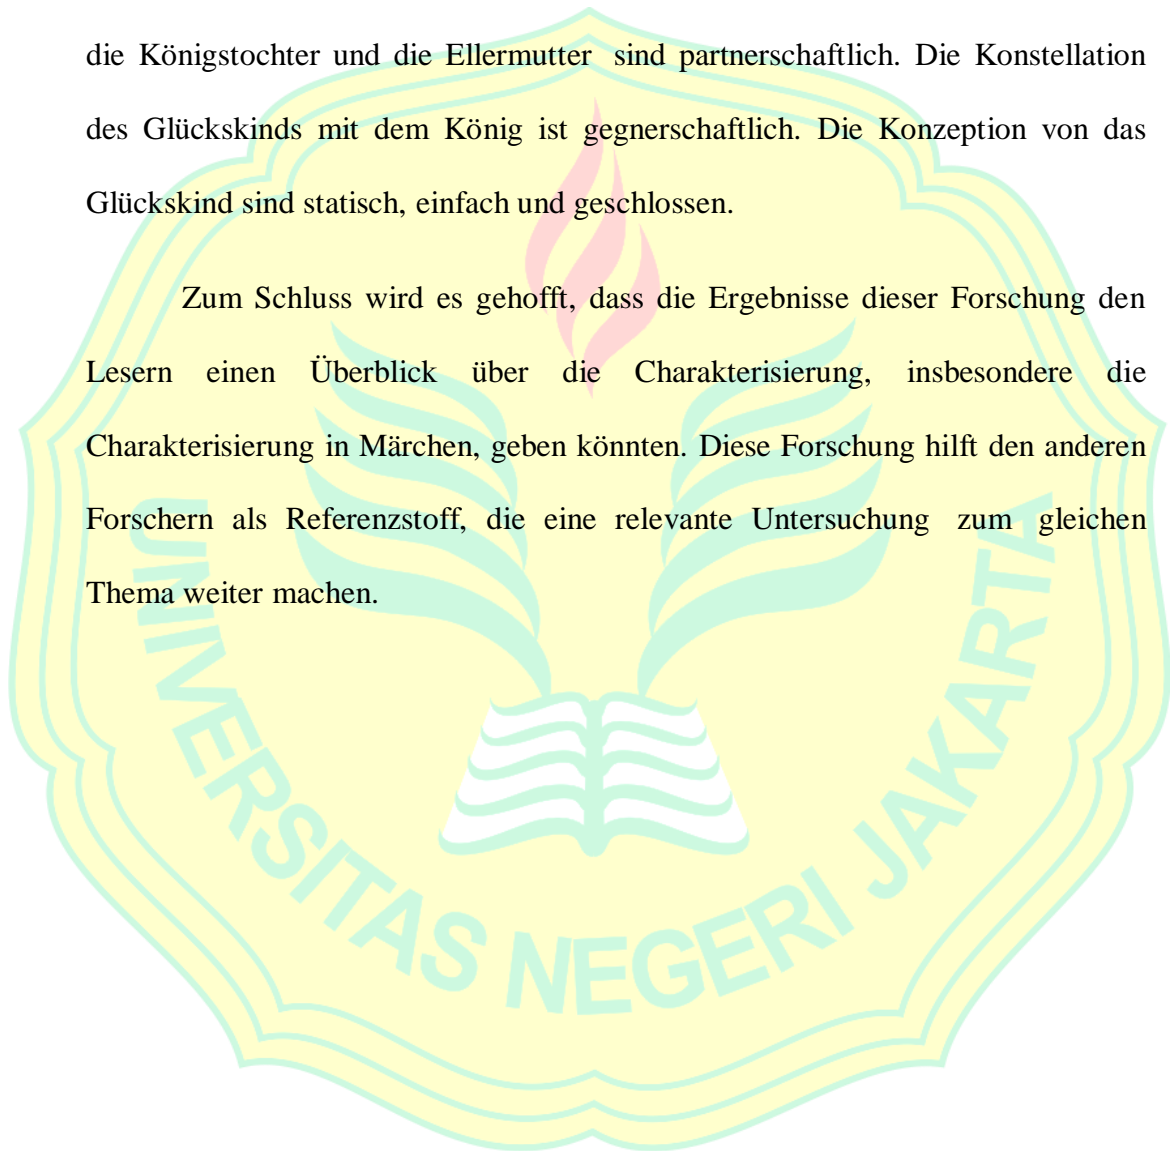 die Königstochter und die Ellermutter sind partnerschaftlich. Die Konstellation
des Glückskinds mit dem König ist gegnerschaftlich. Die Konzeption von das
Glückskind sind statisch, einfach und geschlossen.
Zum Schluss wird es gehofft, dass die Ergebnisse dieser Forschung den
Lesern einen Überblick über die Charakterisierung, insbesondere die
Charakterisierung in Märchen, geben könnten. Diese Forschung hilft den anderen
Forschern als Referenzstoff, die eine relevante Untersuchung zum gleichen
Thema weiter machen.
UNIVERSITAS NEGERI JAKARTA